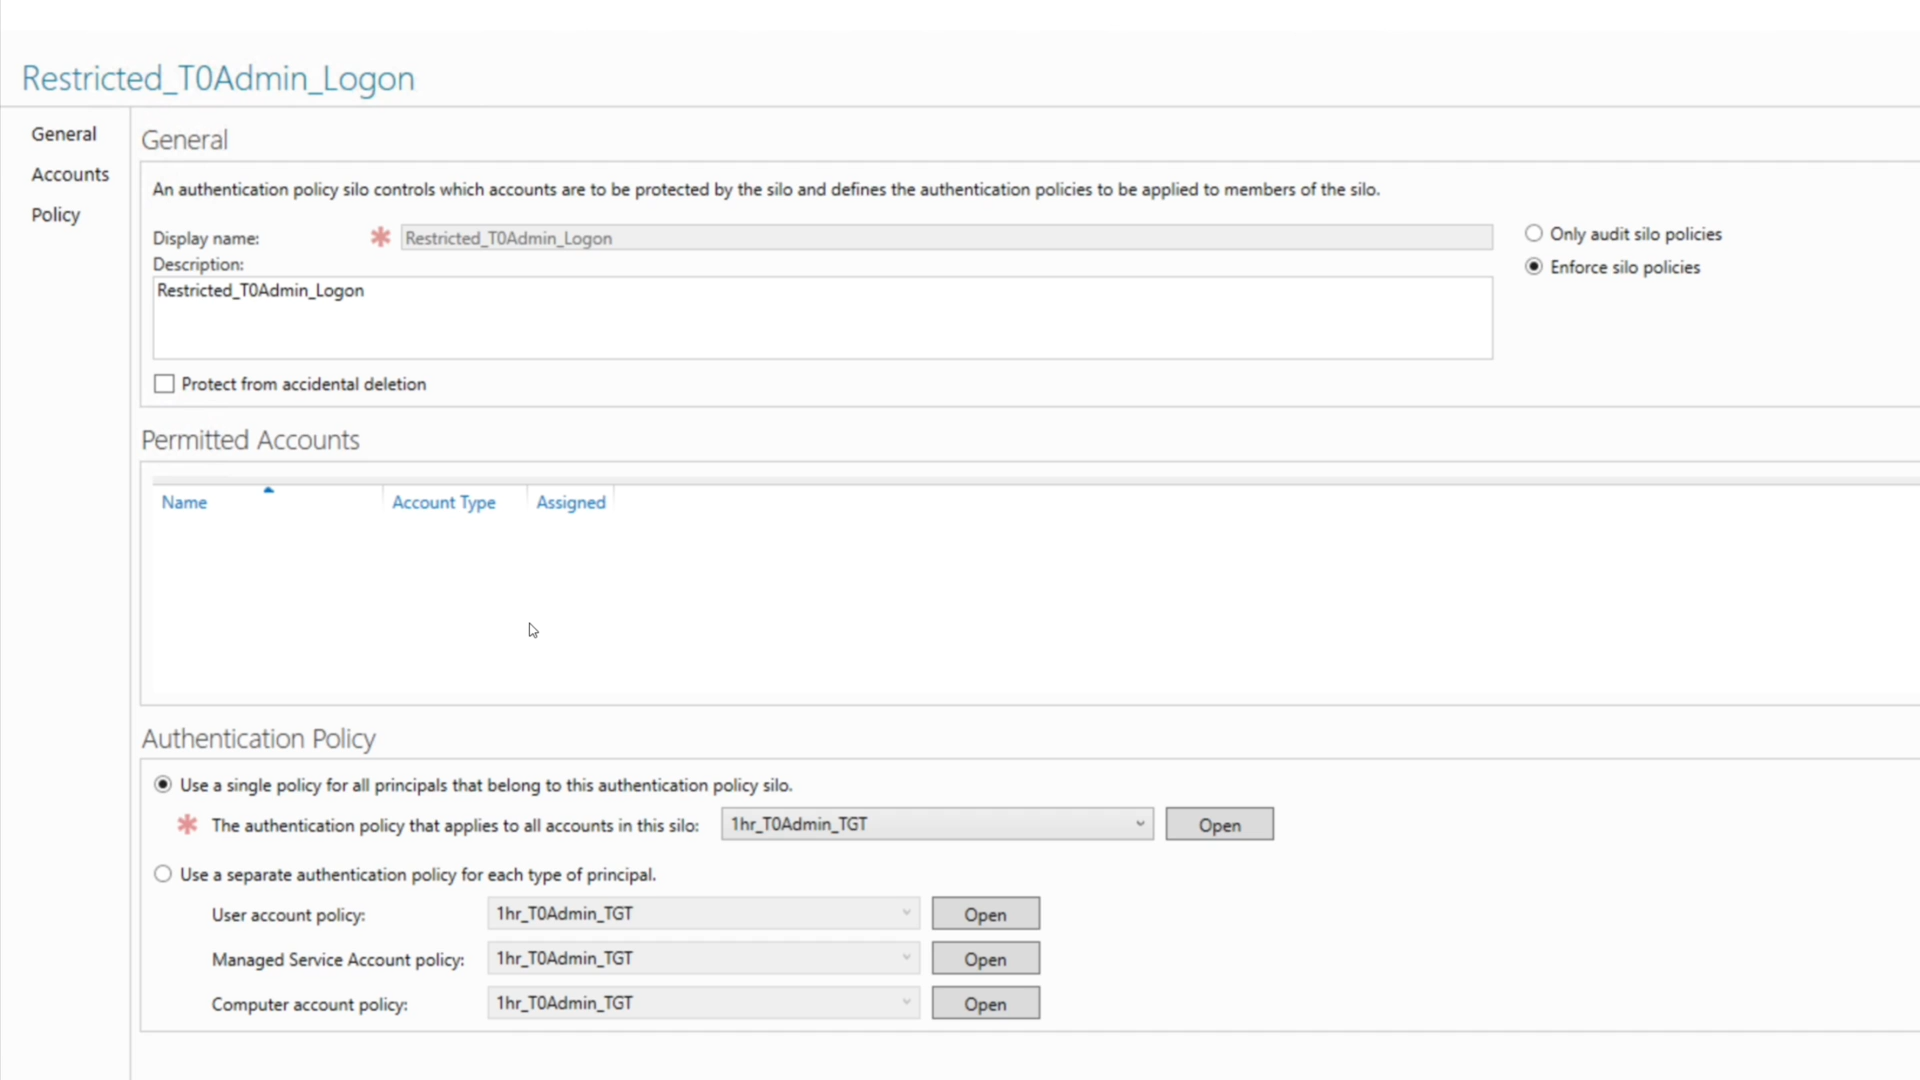 Restricted_T0Admin_Logon
General
Accounts
Policy
General
An authentication policy silo controls which accounts are to be protected by the silo and defines the authentication policies to be applied to members of the silo.
Display name: * Restricted_T0Admin_Logon
Only audit silo policies
Enforce silo policies
Description:
Restricted_T0Admin_Logon
Protect from accidental deletion
Permitted Accounts
Name Account Type Assigned
Authentication Policy
Use a single policy for all principals that belong to this authentication policy silo.
* The authentication policy that applies to all accounts in this silo: 1hr_T0Admin_TGT Open
Use a separate authentication policy for each type of principal.
User account policy: 1hr_T0Admin_TGT Open
Managed Service Account policy: 1hr_T0Admin_TGT Open
Computer account policy: 1hr_T0Admin_TGT Open